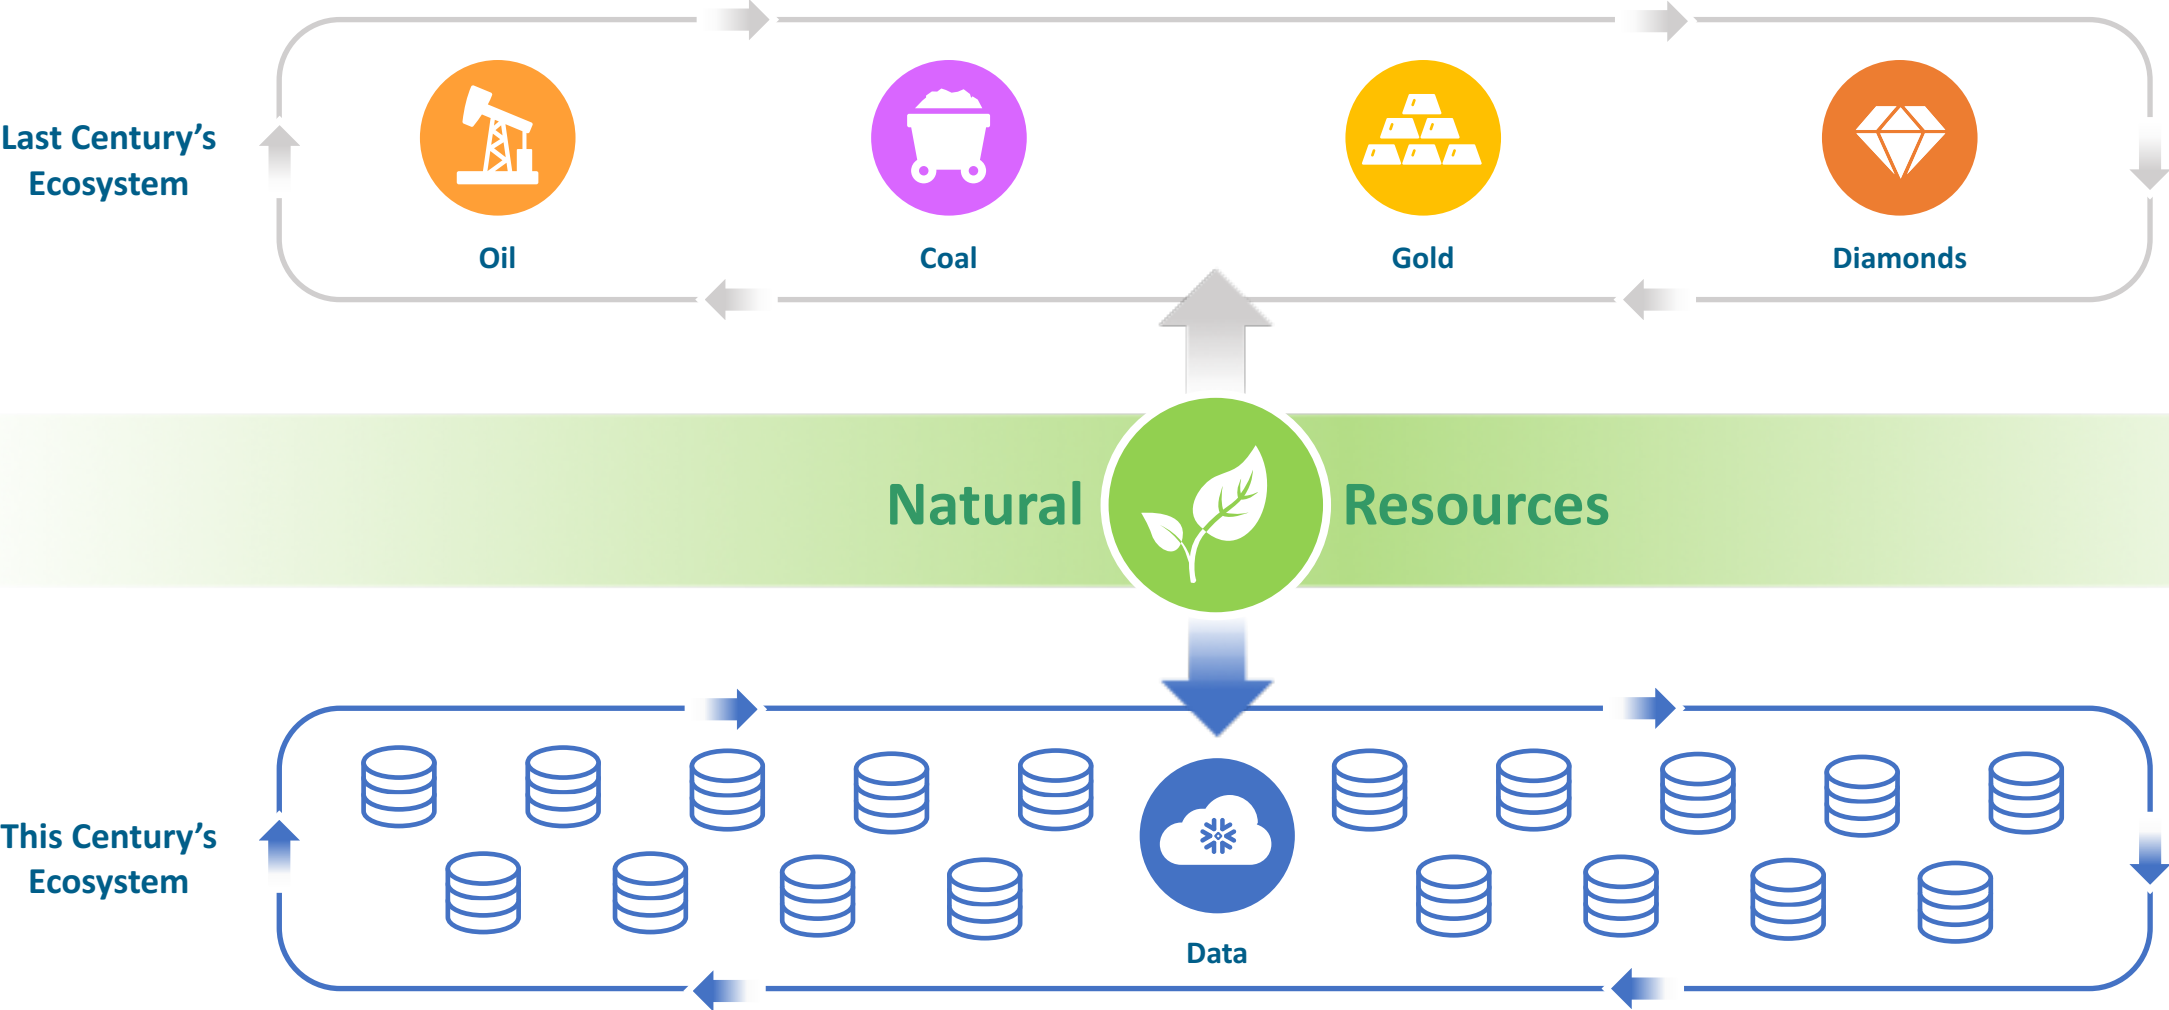 Last Century’s
Ecosystem
Oil
Coal
Gold
Diamonds
Natural Resources
This Century’s
Ecosystem
Data